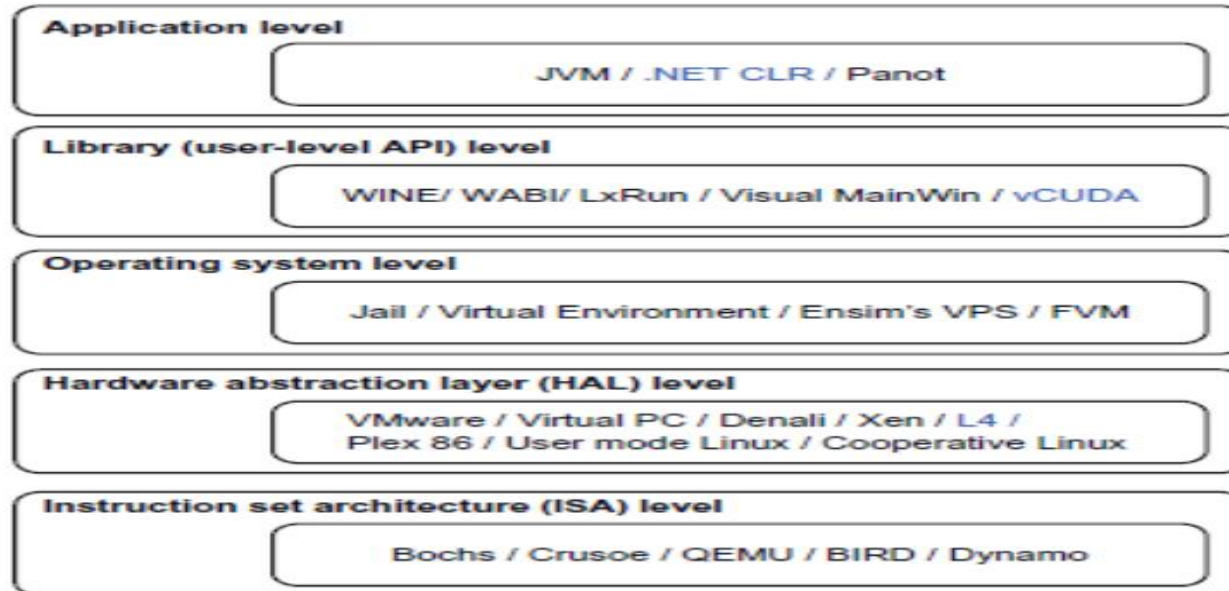 Application level
JVM / .NET CLR / Panot
Library (user-level API) level
WINE/ WABI/ LxRun / Visual MainWin / vCUDA
Operating system level
Jail / Virtual Environment / Ensim's VPS / FVM
Hardware abstraction layer (HAL) level
VMware / Virtual PC / Denali / Xen / L4 /
Plex 86 / User mode Linux / Cooperative Linux
Instruction set architecture (ISA) level
Bochs / Crusoe / QEMU / BIRD / Dynamo